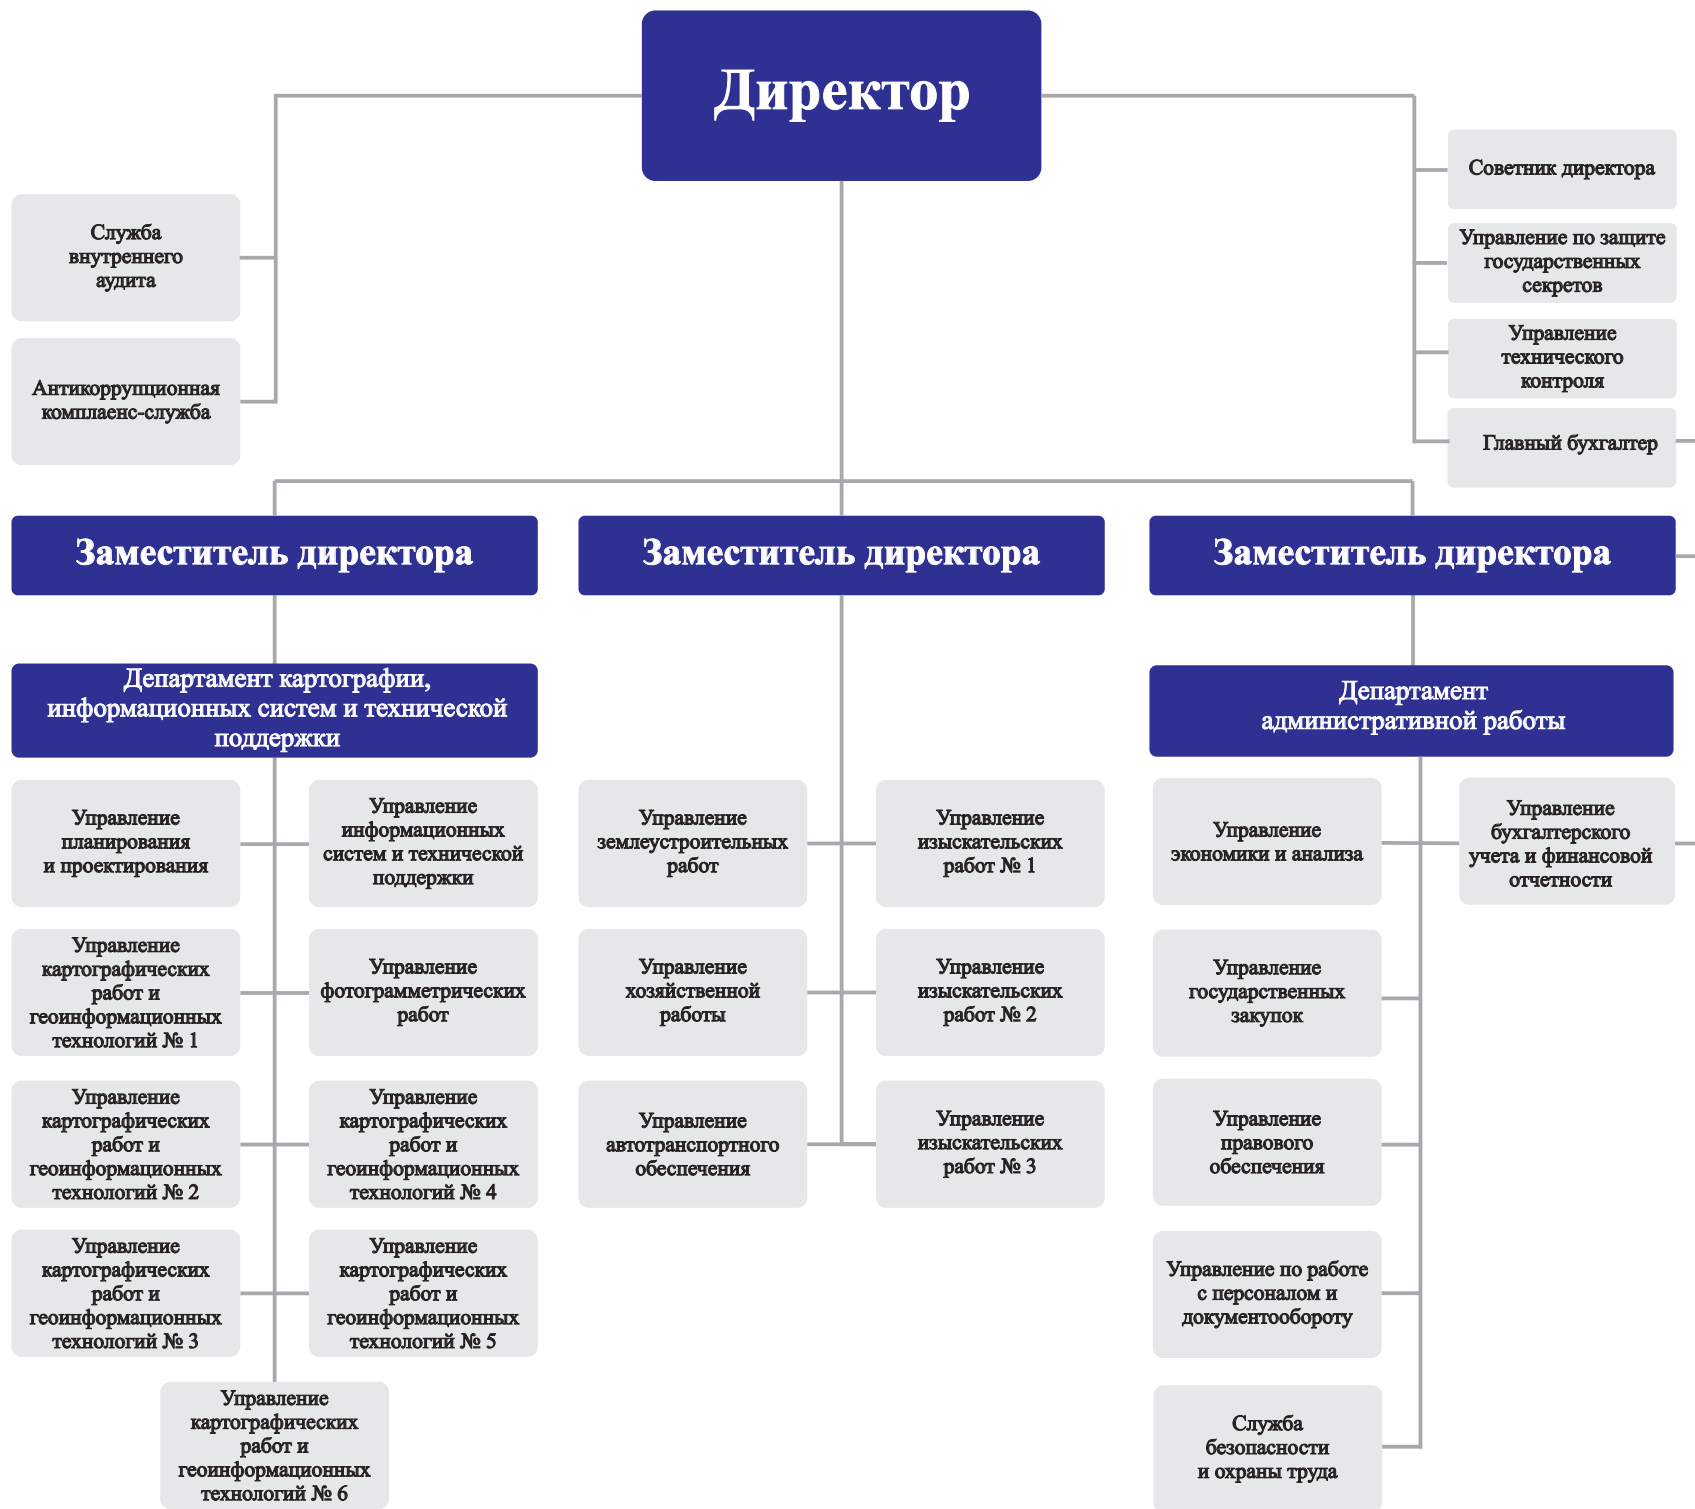 Директор
Служба
внутреннего
аудита
Антикоррупционная
комплаенс-служба
Советник директора
Управление по защите
государственных
секретов
Управление
технического
контроля
Главный бухгалтер
Заместитель директора
Заместитель директора
Заместитель директора
Департамент картографии,
информационных систем и технической
поддержки
Департамент
административной работы
Управление
планирования
и проектирования
Управление
информационных
систем и технической
поддержки
Управление
картографических
работ и
геоинформационных
технологий № 1
Управление
фотограмметрических
работ
Управление
картографических
работ и
геоинформационных
технологий № 2
Управление
картографических
работ и
геоинформационных
технологий № 4
Управление
картографических
работ и
геоинформационных
технологий № 3
Управление
картографических
работ и
геоинформационных
технологий № 5
Управление
картографических
работ и
геоинформационных
технологий № 6
Управление
землеустроительных
работ
Управление
изыскательских
работ № 1
Управление
хозяйственной
работы
Управление
изыскательских
работ № 2
Управление
автотранспортного
обеспечения
Управление
изыскательских
работ № 3
Управление
экономики и анализа
Управление
бухгалтерского
учета и финансовой
отчетности
Управление
государственных
закупок
Управление
правового
обеспечения
Управление по работе
с персоналом и
документообороту
Служба
безопасности
и охраны труда